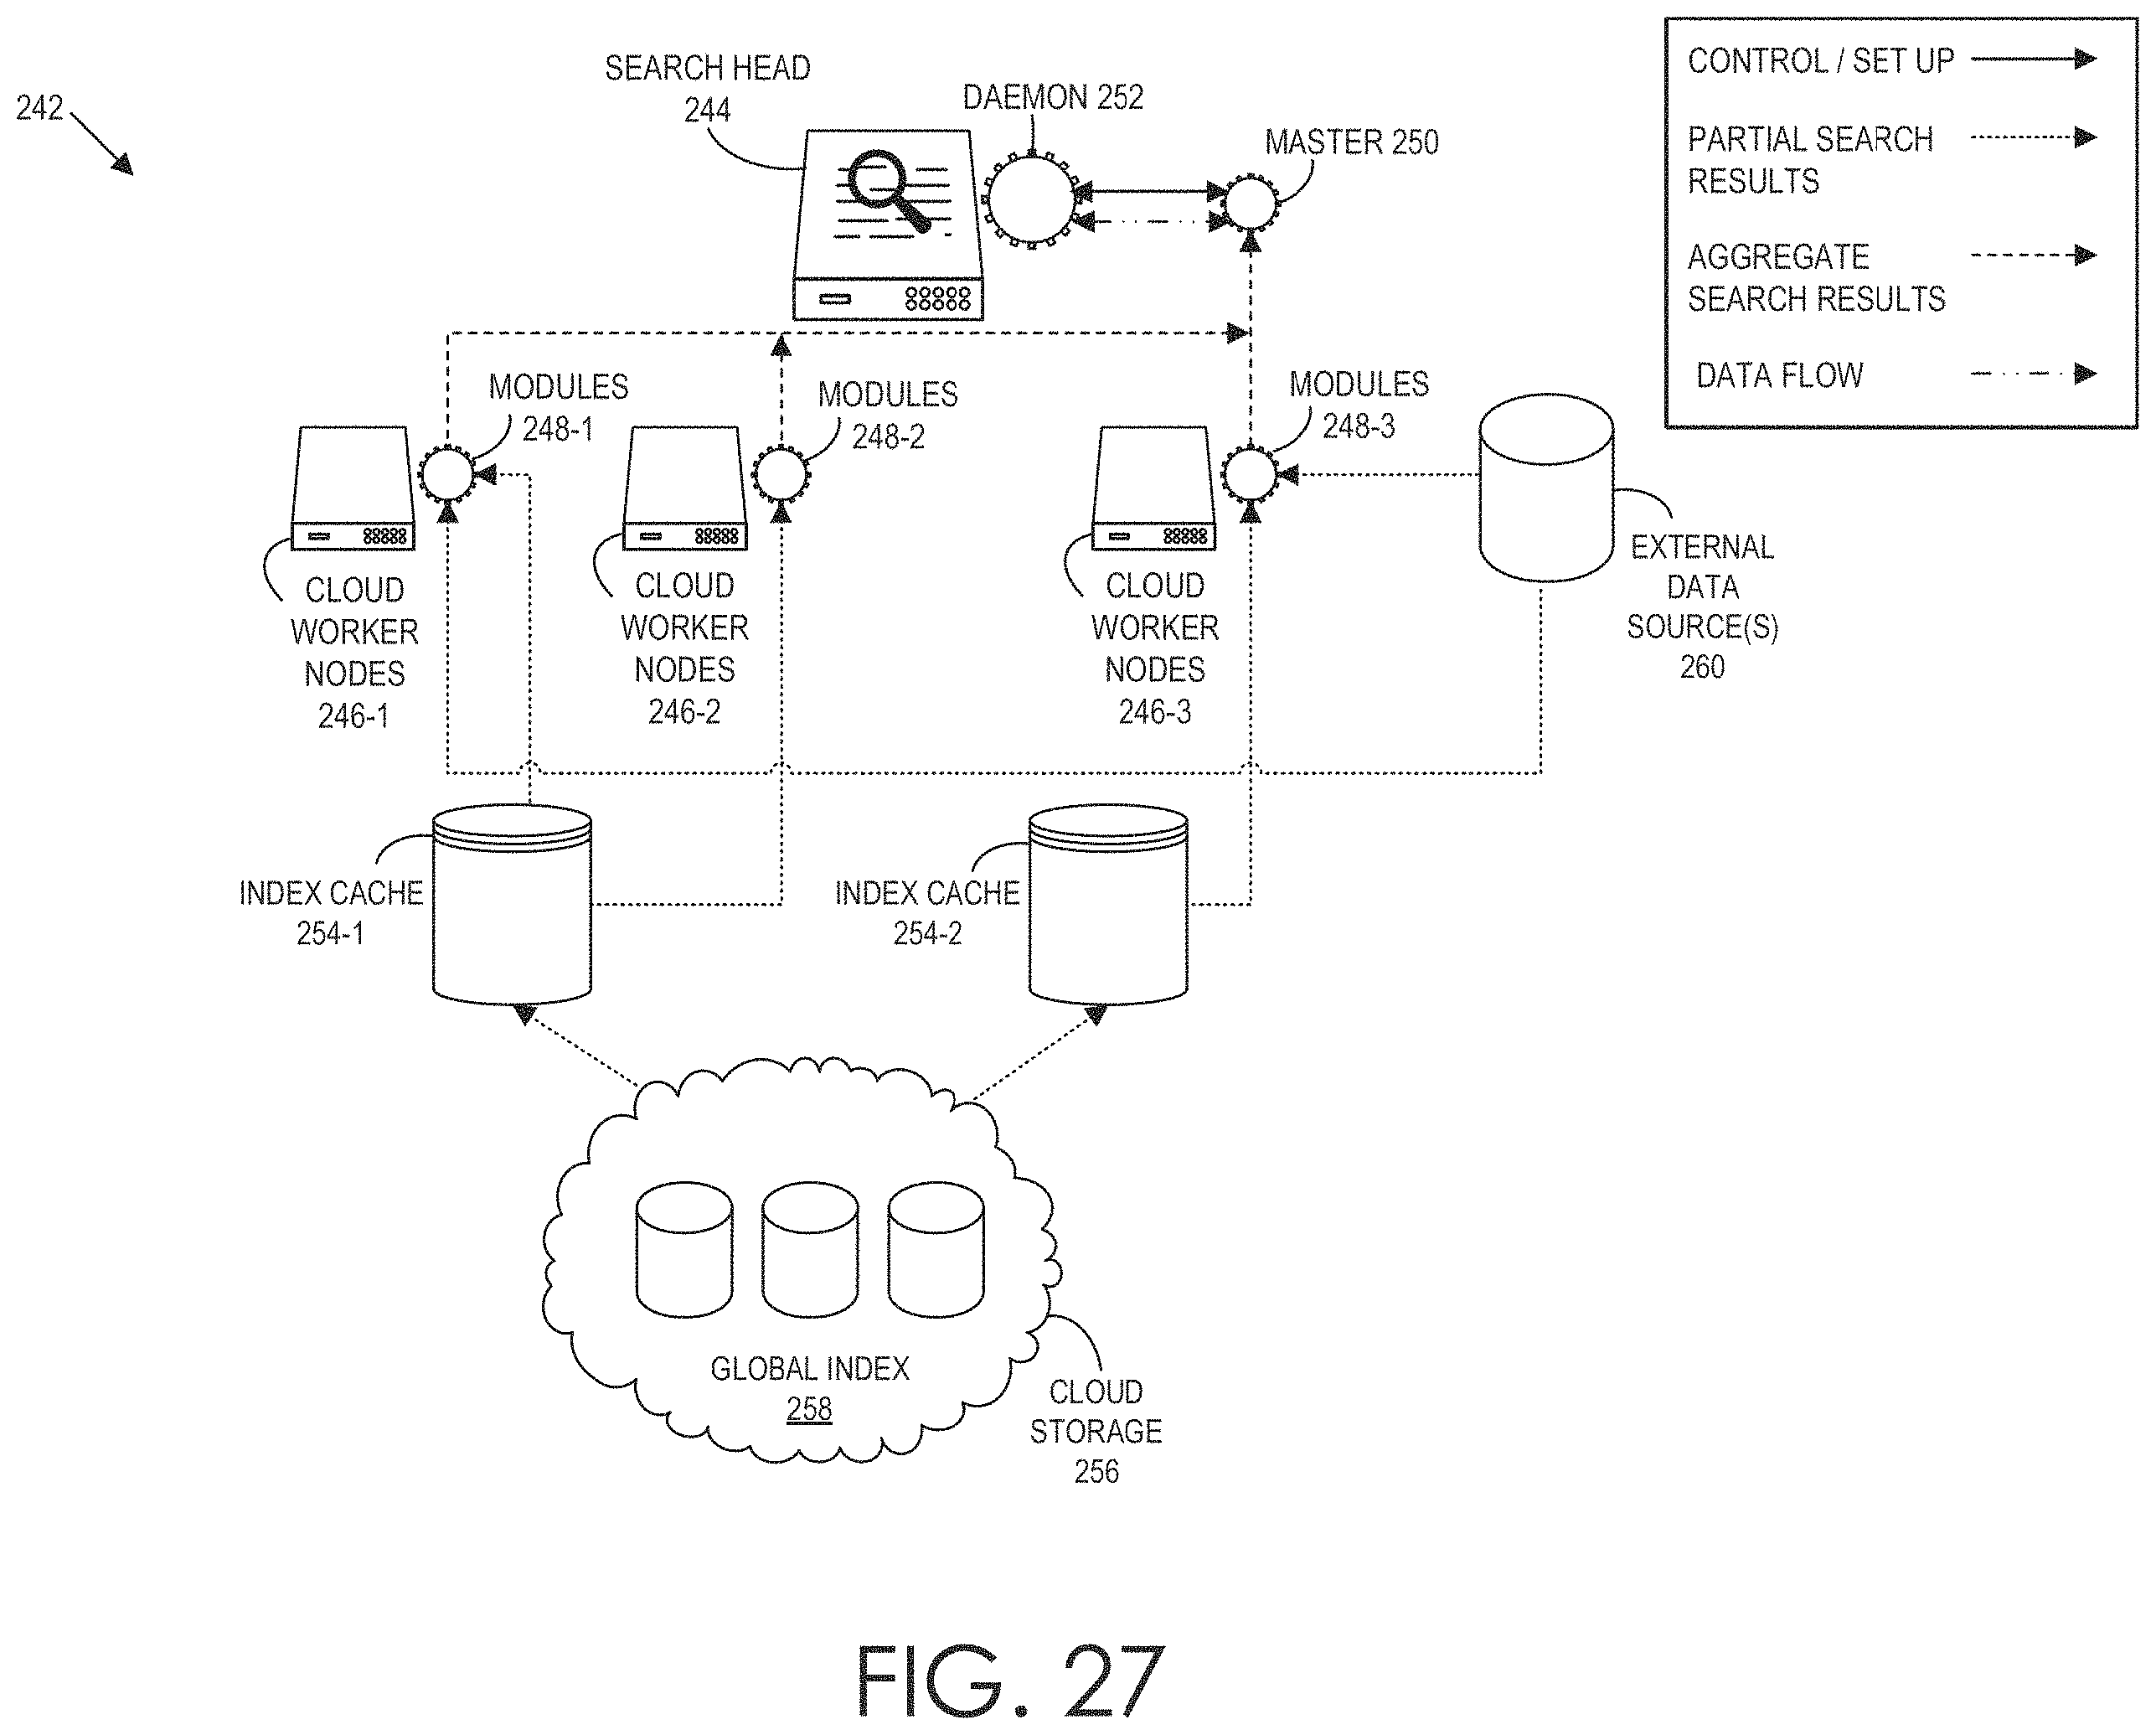 242
SEARCH HEAD
244
DAEMON 252
MASTER 250
CONTROL / SET UP
PARTIAL SEARCH
RESULTS
AGGREGATE
SEARCH RESULTS
DATA FLOW
MODULES
248-1
MODULES
248-2
MODULES
248-3
CLOUD
WORKER
NODES
246-1
CLOUD
WORKER
NODES
246-2
CLOUD
WORKER
NODES
246-3
EXTERNAL
DATA
SOURCE(S)
260
INDEX CACHE
254-1
INDEX CACHE
254-2
GLOBAL INDEX
258
CLOUD
STORAGE
256
FIG. 27